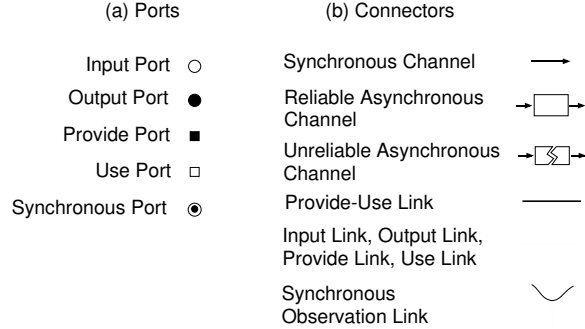 (a) Ports
Input Port
Output Port
Provide Port
Use Port
Synchronous Port
(b) Connectors
Synchronous Channel
Reliable Asynchronous
Channel
Unreliable Asynchronous
Channel
Provide-Use Link
Input Link, Output Link,
Provide Link, Use Link
Synchronous
Observation Link